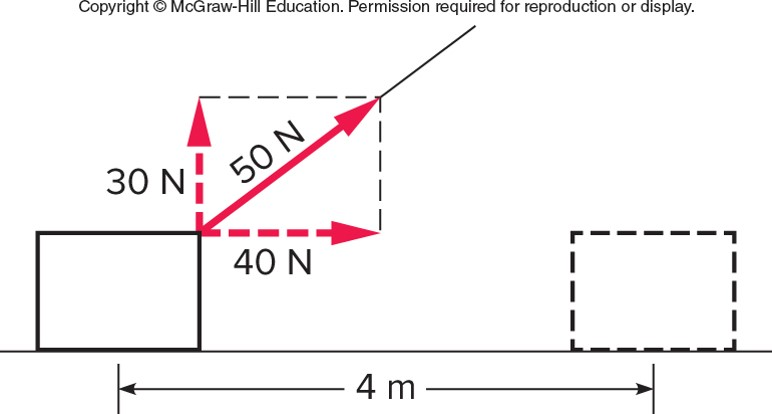 Copyright © McGraw-Hill Education. Permission required for reproduction or display.
50 N
30 N
40 N
4 m